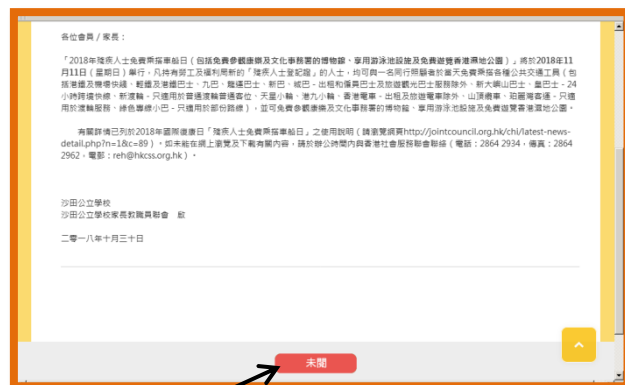 各位會員 / 家長：
「2018年殘疾人士免費乘搭車船日（包括免費參觀康樂及文化事務署的博物館、享用游泳池設施及免費遊覽香港濕地公園）」將於2018年11
月11日（星期日）舉行，凡持有勞工及福利局新的「殘疾人士登記證」的人士，均可與一名同行照顧者於當天免費乘搭各種公共交通工具（包
括港鐵及機場快綫、輕鐵及港鐵巴士、九巴、龍運巴士、新巴、城巴 - 出租和僱員巴士及旅遊觀光巴士服務除外、新大嶼山巴士、皇巴士 - 24
小時跨境快線、新渡輪 - 只適用於普通渡輪普通客位、天星小輪、港九小輪、香港電車 - 出租及旅遊電車除外、山頂纜車、珀麗灣客運 - 只適
用於渡輪服務、綠色專線小巴 - 只適用於部份路線），並可免費參觀康樂及文化事務署的博物館、享用游泳池設施及免費遊覽香港濕地公園。
有關詳情已列於2018年國際復康日「殘疾人士免費乘搭車船日」之使用說明（請瀏覽網頁http://jointcouncil.org.hk/chi/latest-news-
detail.php?n=1&c=89），如未能在網上瀏覽及下載有關內容，請於辦公時間內與香港社會服務聯會聯絡（電話：2864 2934，傳真：2864
2962，電郵：reh@hkcss.org.hk）。
沙田公立學校
沙田公立學校家長教職員聯會 啟
二零一八年十月三十日
未閱